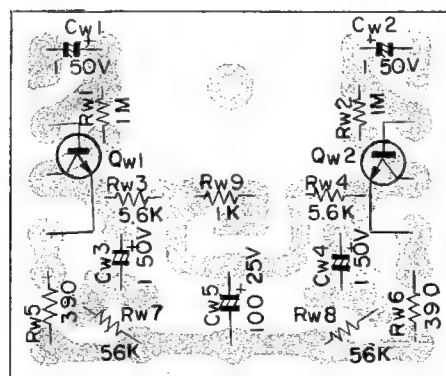 Cw1
+
1 50V
Cw2
+
1 50V
Rw1
1M
Rw2
1M
Qw1
Qw2
Rw3
5.6K
Rw9
1K
Rw4
5.6K
Cw3
+
1 50V
Cw4
+
1 50V
Rw5
390
Rw7
56K
Cw5
+
100 25V
Rw8
56K
Rw6
390